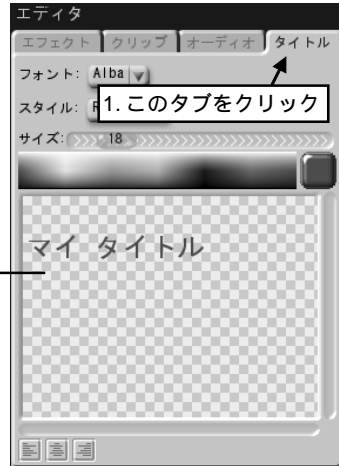 エディタ
エフェクト クリップ オーディオ タイトル
フォント: Alba
スタイル:
1.このタブをクリック
サイズ: 18
マイ タイトル